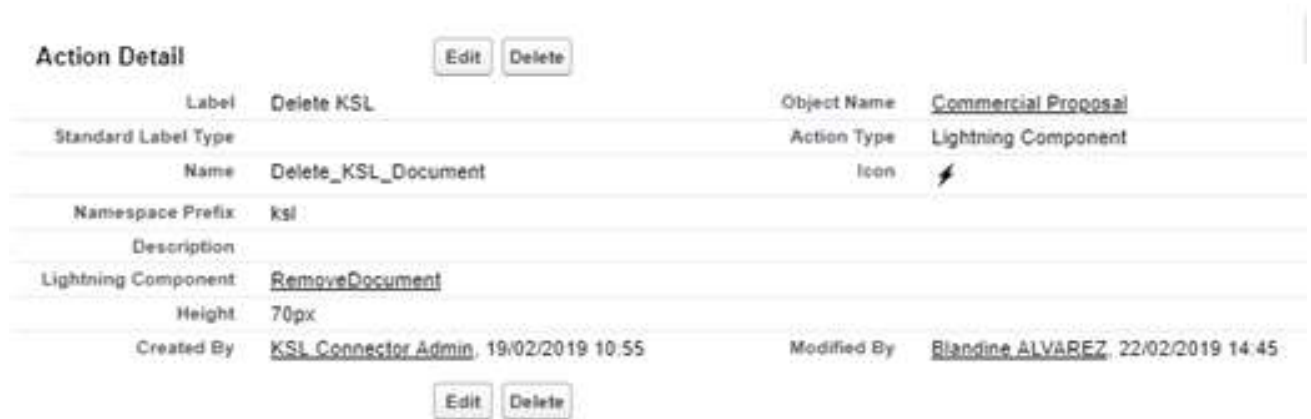 Action Detail Edit Delete
Label Delete KSL Object Name Commercial Proposal
Standard Label Type Action Type Lightning Component
Name Delete_KSL_Document Icon
Namespace Prefix ksl
Description
Lightning Component RemoveDocument
Height 70px
Created By KSL Connector Admin, 19/02/2019 10:55 Modified By Blandine ALVAREZ, 22/02/2019 14:45
Edit Delete